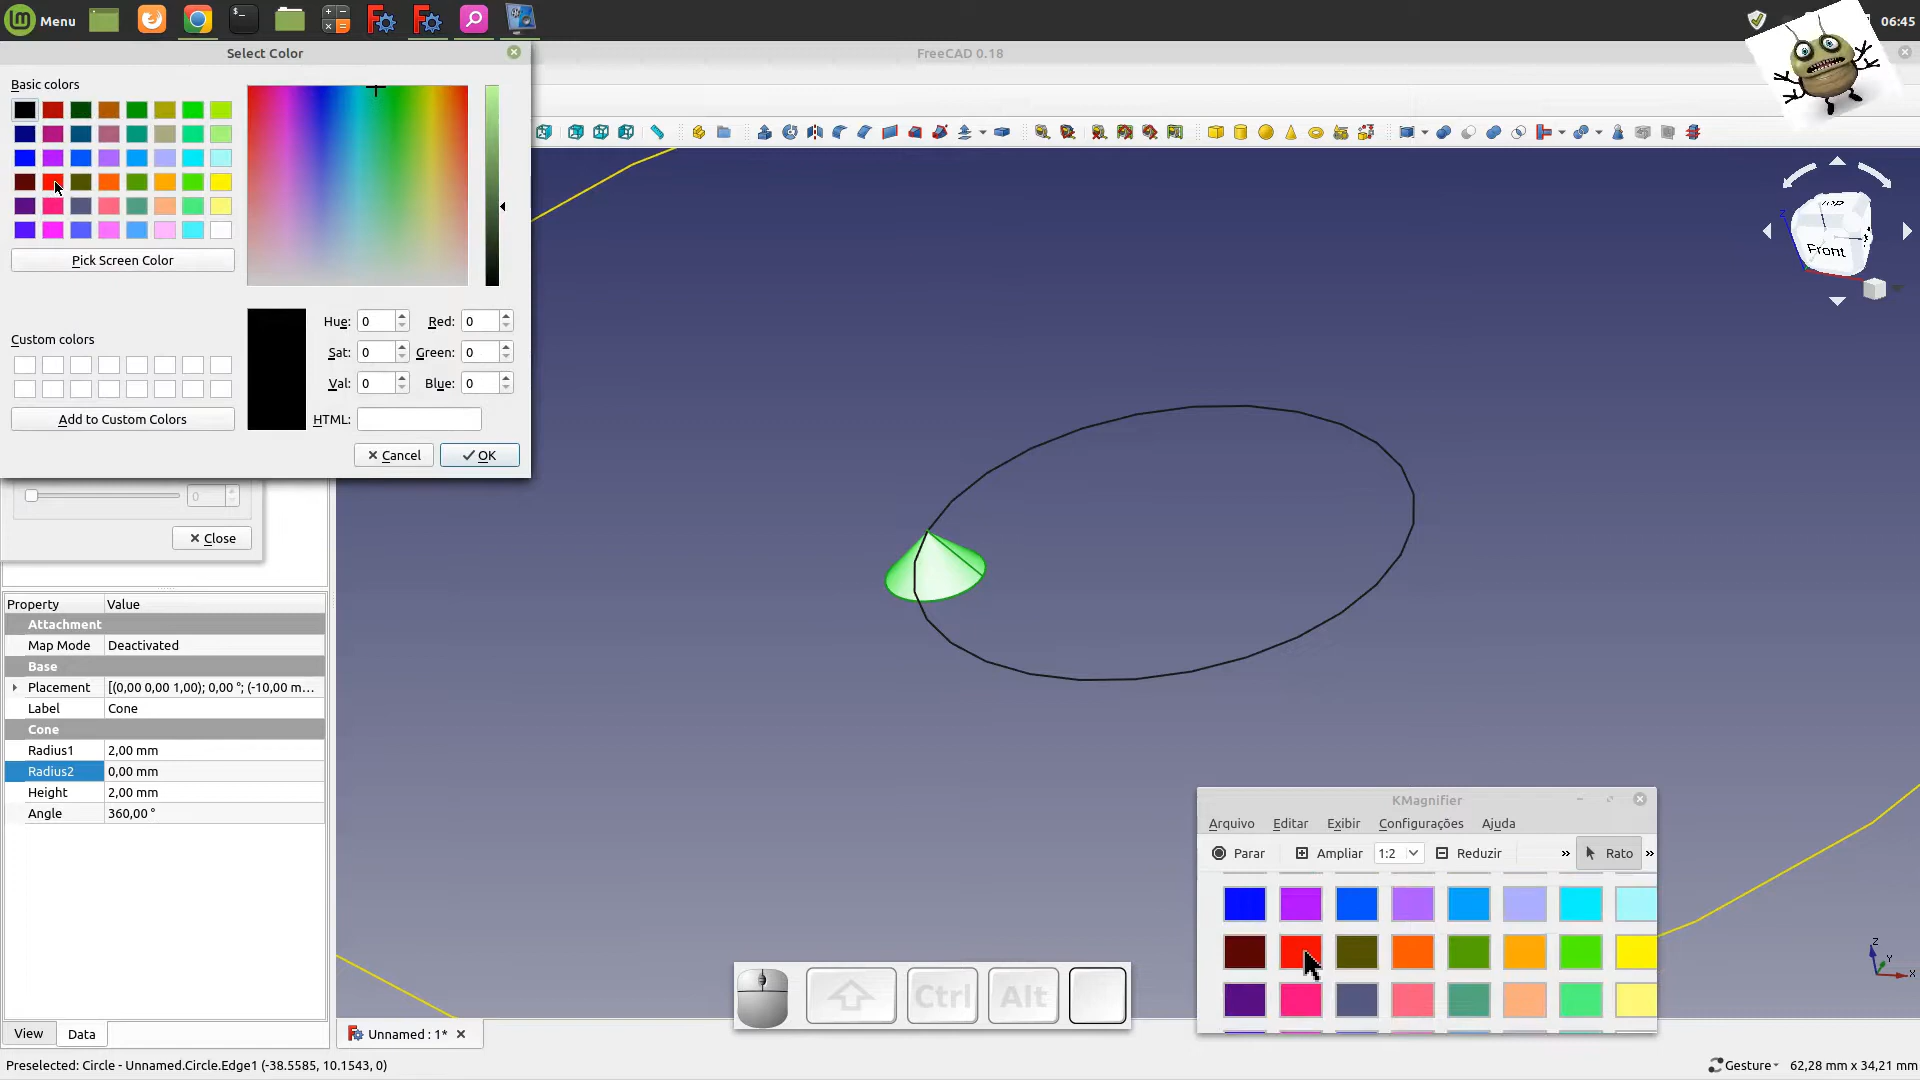 Menu
06:45
Select Color
FreeCAD 0.18
Basic colors
Pick Screen Color
Hue: 0
Red: 0
Sat: 0
Green: 0
Val: 0
Blue: 0
Custom colors
Add to Custom Colors
HTML:
Cancel
OK
0
Close
Property
Value
Attachment
Map Mode
Deactivated
Base
Placement
[(0,00 0,00 1,00); 0,00 °; (-10,00 m...
Label
Cone
Cone
Radius1
2,00 mm
Radius2
0,00 mm
Height
2,00 mm
Angle
360,00 °
Front
Z
KMagnifier
Arquivo
Editar
Exibir
Configurações
Ajuda
Parar
Ampliar
1:2
Reduzir
»
Rato
»
Ctrl
Alt
Z
Y
X
View
Data
Unnamed : 1*
Preselected: Circle - Unnamed.Circle.Edge1 (-38.5585, 10.1543, 0)
Gesture
62,28 mm x 34,21 mm